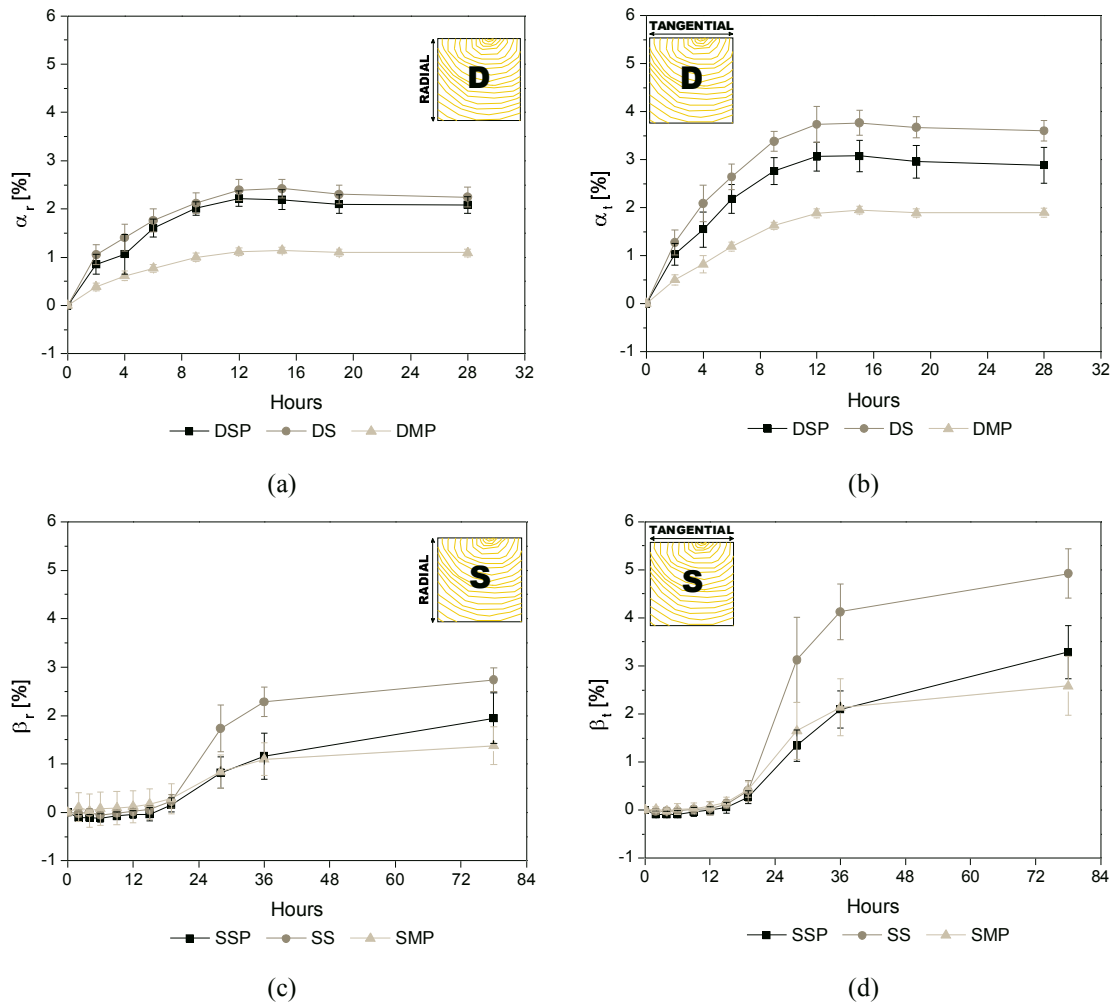 6
5
4
3
2
1
0
-1
α r [%]
RADIAL
D
0 4 8 12 16 20 24 28 32
Hours
DSP DS DMP
(a)
6
5
4
3
2
1
0
-1
α t [%]
TANGENTIAL
D
0 4 8 12 16 20 24 28 32
Hours
DSP DS DMP
(b)
6
5
4
3
2
1
0
-1
β r [%]
RADIAL
S
0 12 24 36 48 60 72 84
Hours
SSP SS SMP
(c)
6
5
4
3
2
1
0
-1
β t [%]
TANGENTIAL
S
0 12 24 36 48 60 72 84
Hours
SSP SS SMP
(d)